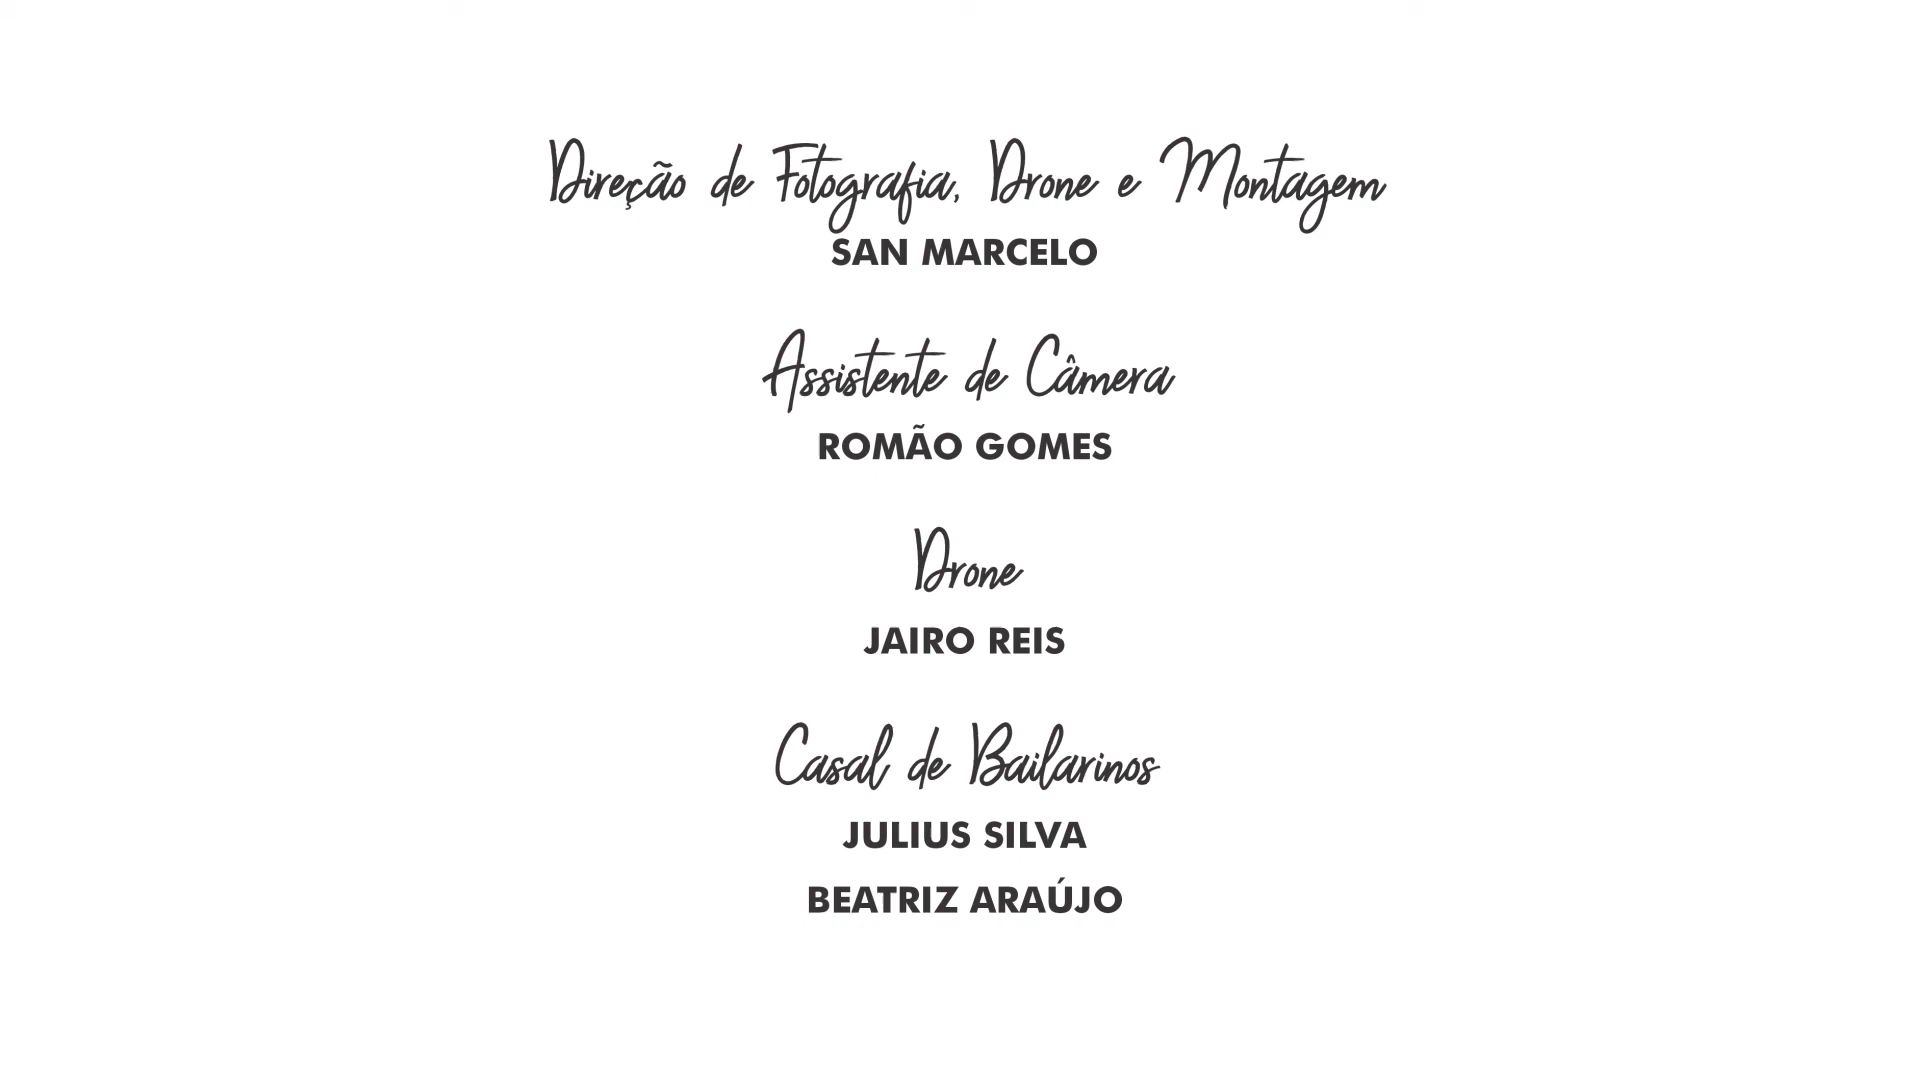 Direção de Fotografia, Drone e Montagem
SAN MARCELO
Assistente de Câmera
ROMÃO GOMES
Drone
JAIRO REIS
Casal de Bailarinos
JULIUS SILVA
BEATRIZ ARAÚJO